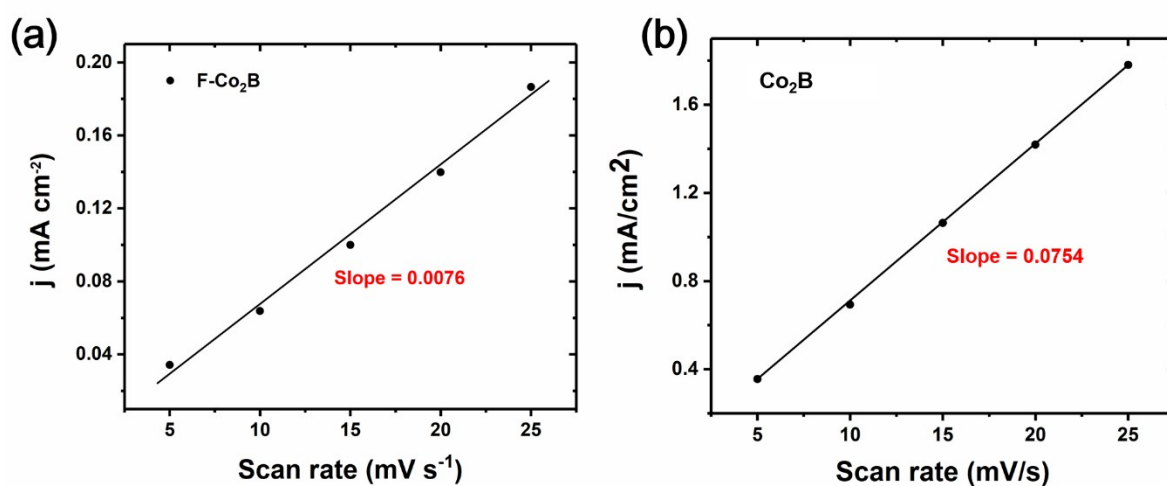 (a)
F-Co₂B
Slope = 0.0076
j (mA cm⁻²)
0.20
0.16
0.12
0.08
0.04
5 10 15 20 25
Scan rate (mV s⁻¹)
(b)
Co₂B
Slope = 0.0754
j (mA/cm²)
1.6
1.2
0.8
0.4
5 10 15 20 25
Scan rate (mV/s)